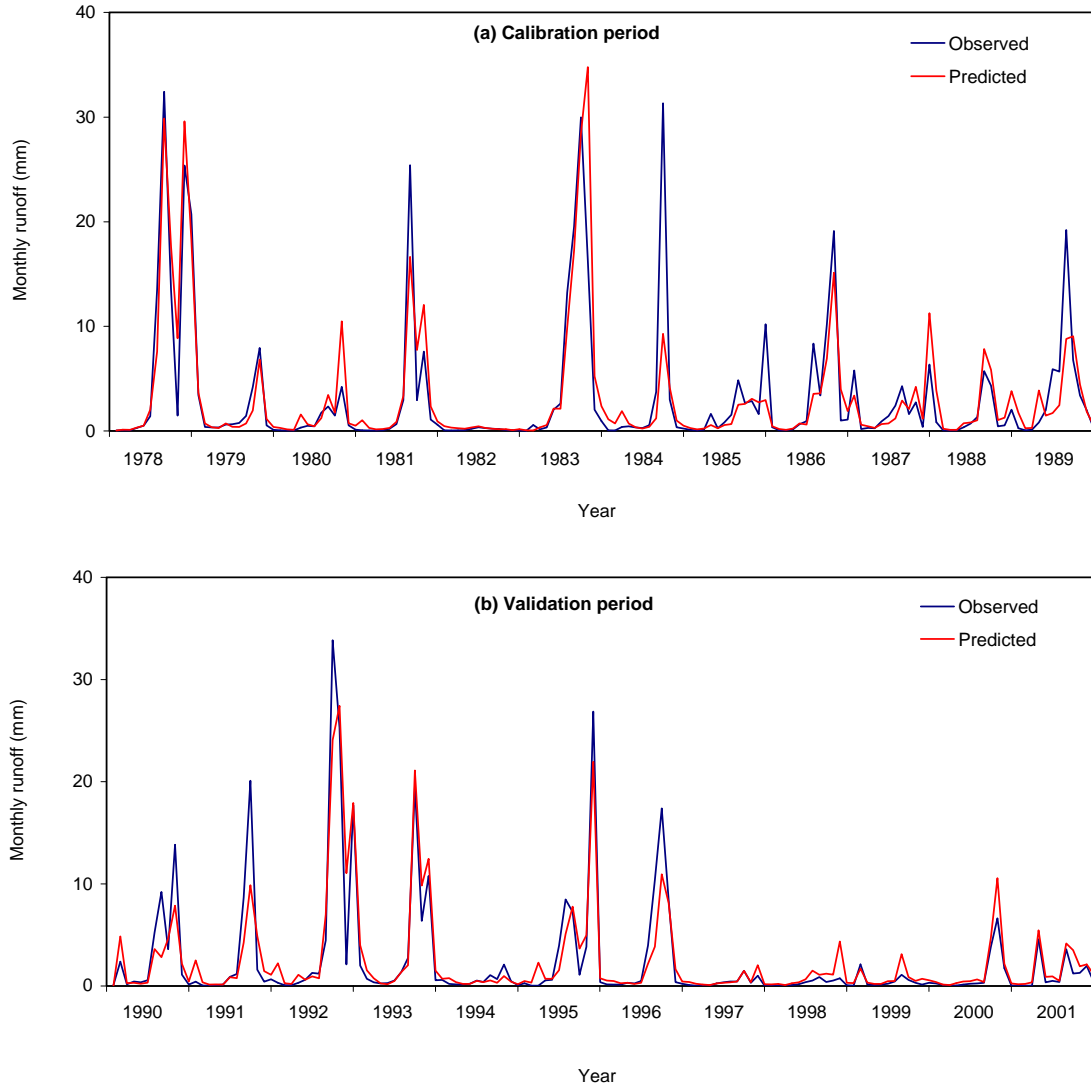 40
(a) Calibration period
Observed
Predicted
30
20
10
0
Monthly runoff (mm)
1978 1979 1980 1981 1982 1983 1984 1985 1986 1987 1988 1989
Year
40
(b) Validation period
Observed
Predicted
30
20
10
0
Monthly runoff (mm)
1990 1991 1992 1993 1994 1995 1996 1997 1998 1999 2000 2001
Year